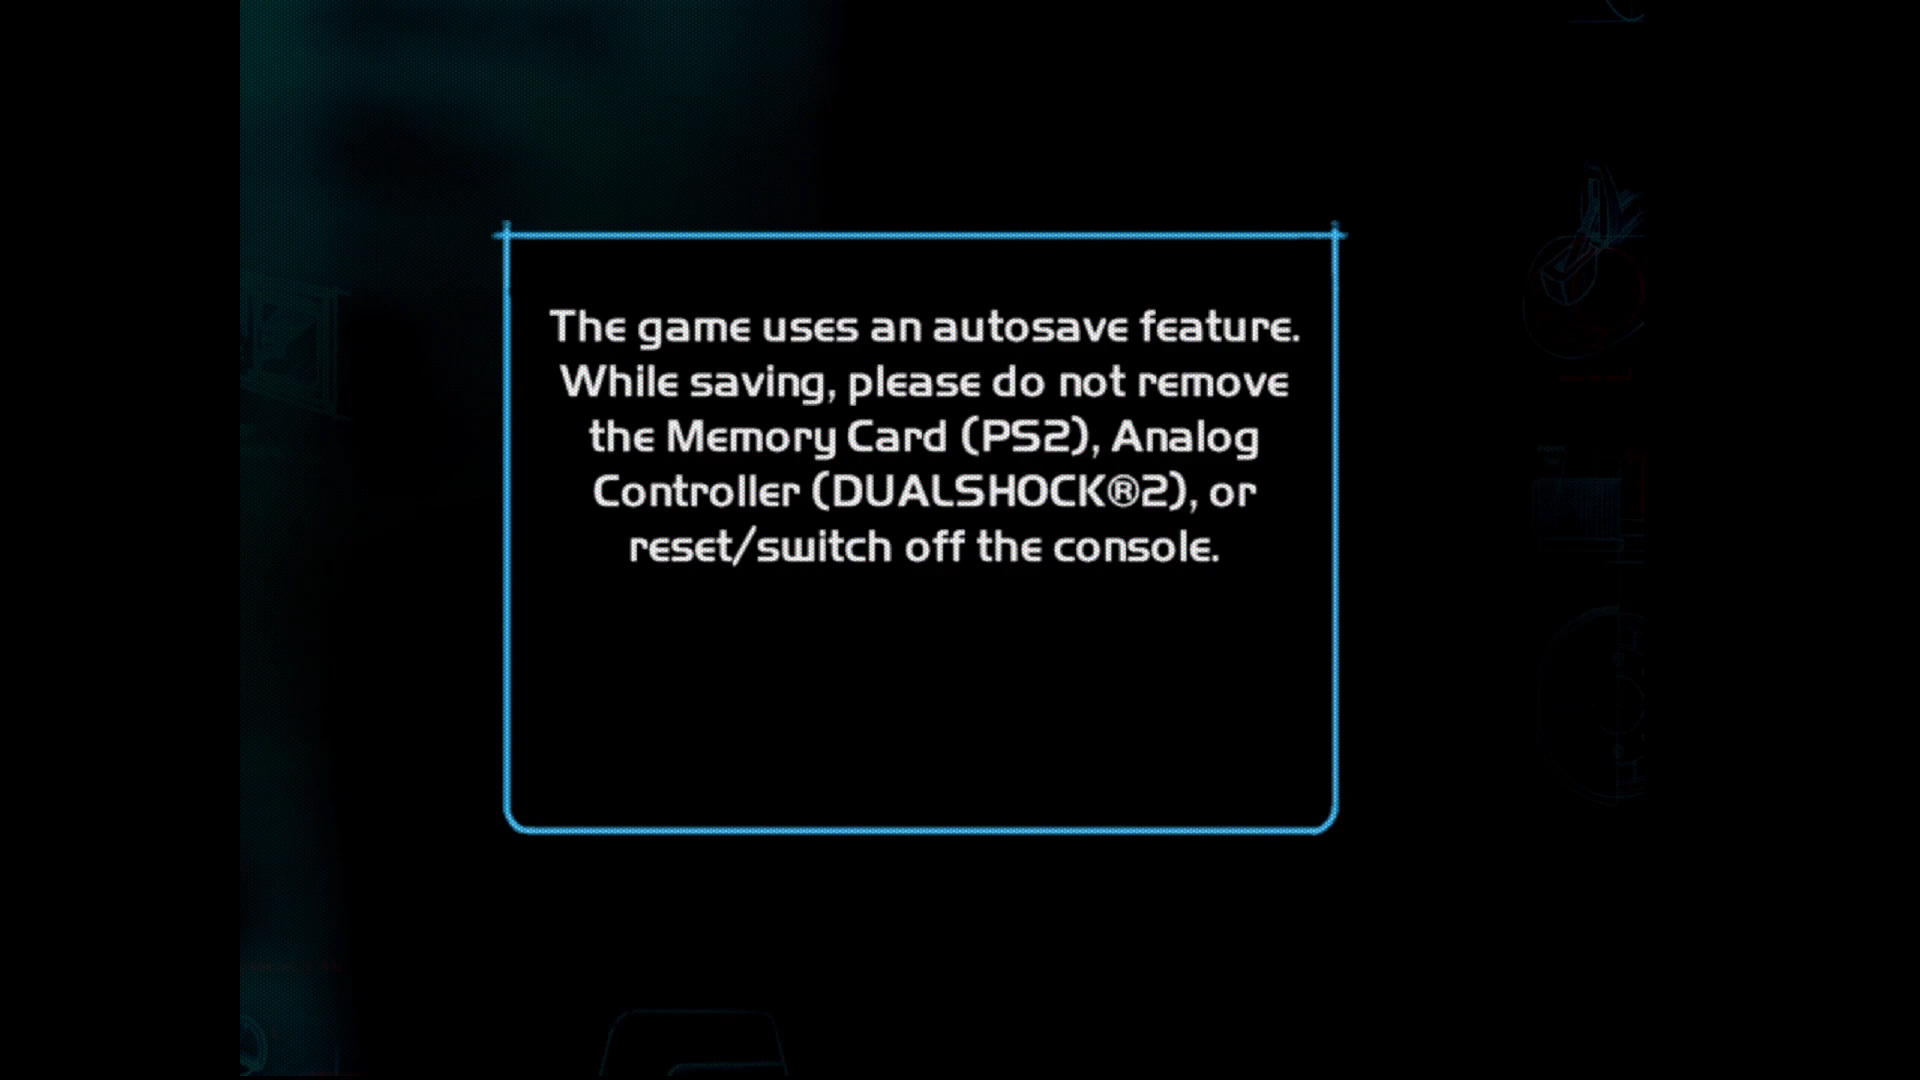 The game uses an autosave feature.
While saving, please do not remove
the Memory Card (PS2), Analog
Controller (DUALSHOCK®2), or
reset/switch off the console.